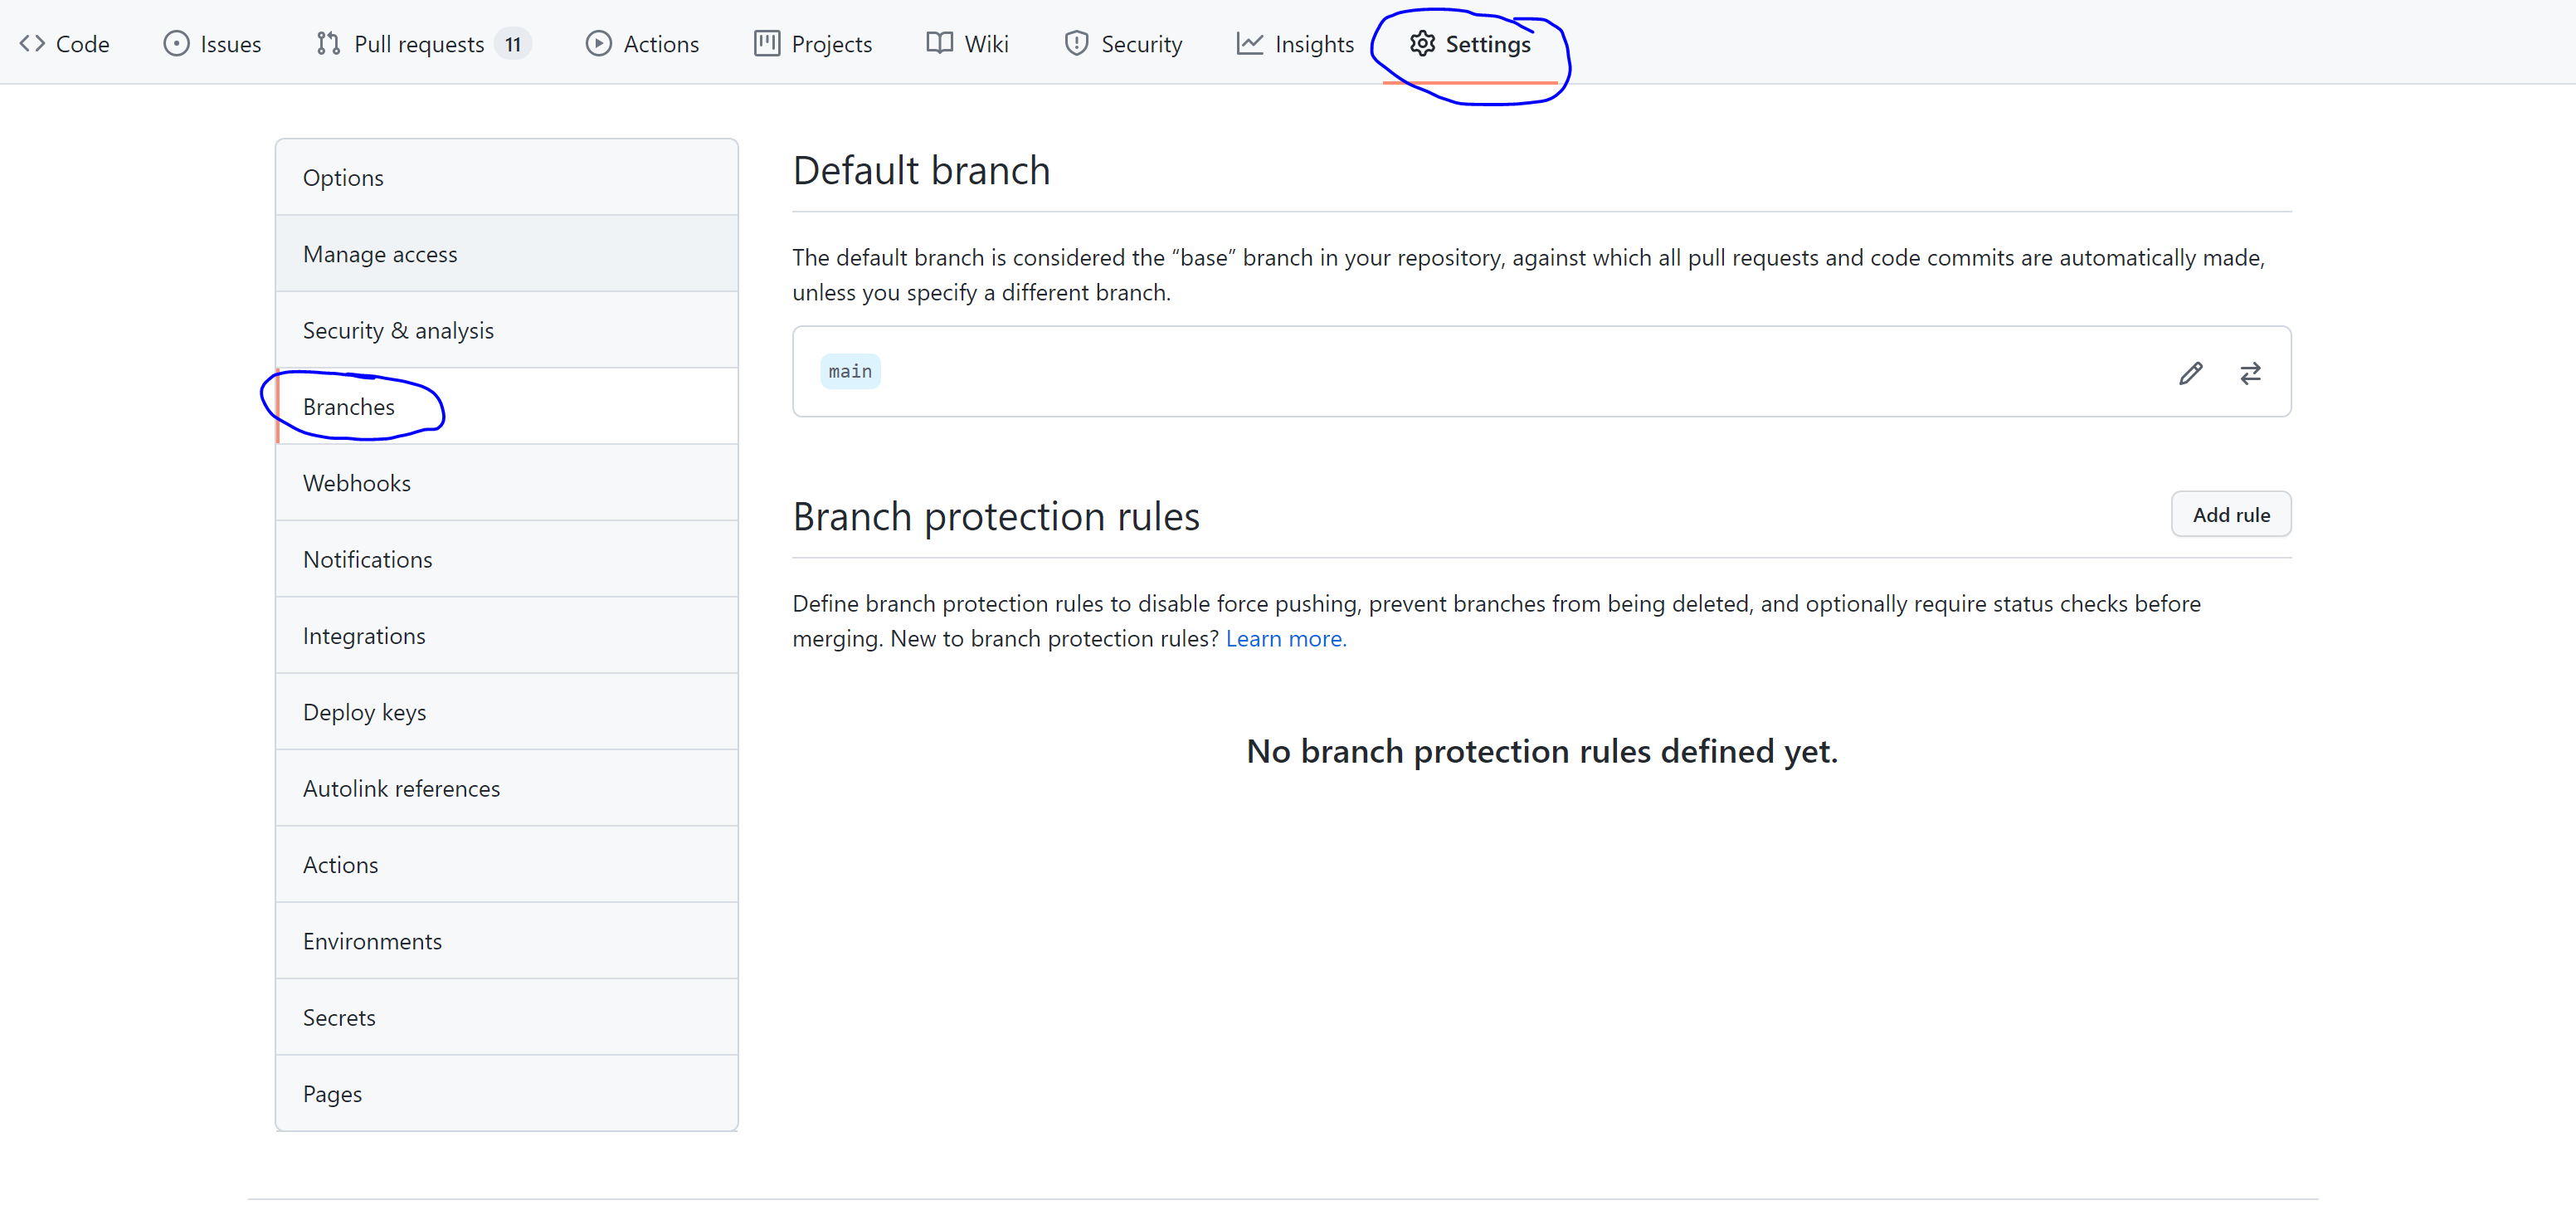 Code Issues Pull requests 11 Actions Projects Wiki Security Insights Settings
Options
Manage access
Security & analysis
Branches
Webhooks
Notifications
Integrations
Deploy keys
Autolink references
Actions
Environments
Secrets
Pages
Default branch
The default branch is considered the “base” branch in your repository, against which all pull requests and code commits are automatically made,
unless you specify a different branch.
main
Branch protection rules
Add rule
Define branch protection rules to disable force pushing, prevent branches from being deleted, and optionally require status checks before
merging. New to branch protection rules? Learn more.
No branch protection rules defined yet.